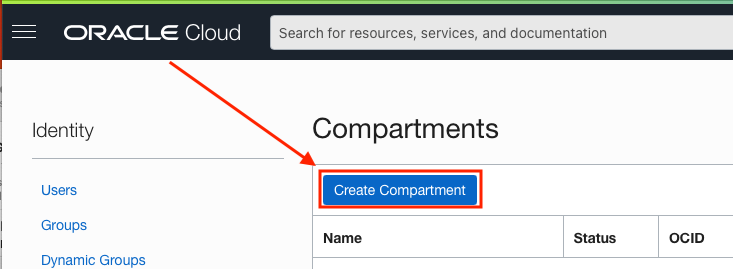 ORACLE Cloud
Search for resources, services, and documentation
Identity
Users
Groups
Dynamic Groups
Compartments
Create Compartment
Name Status OCID